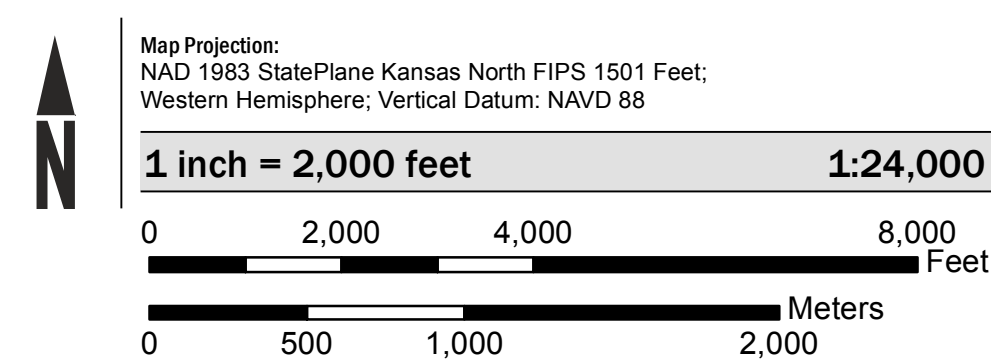 N
Map Projection:
NAD 1983 StatePlane Kansas North FIPS 1501 Feet;
Western Hemisphere; Vertical Datum: NAVD 88
1 inch = 2,000 feet 1:24,000
0 2,000 4,000 8,000
Feet
Meters
0 500 1,000 2,000